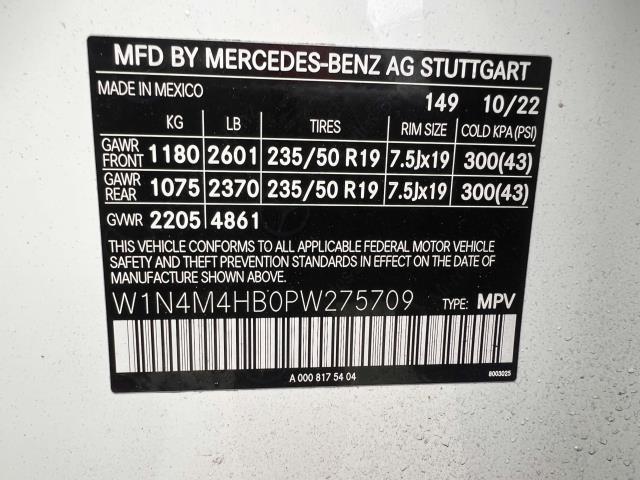 MFD BY MERCEDES-BENZ AG STUTTGART
MADE IN MEXICO 149 10/22
KG LB TIRES RIM SIZE COLD KPA (PSI)
GAWR FRONT 1180 2601 235/50 R19 7.5Jx19 300(43)
GAWR REAR 1075 2370 235/50 R19 7.5Jx19 300(43)
GVWR 2205 4861
THIS VEHICLE CONFORMS TO ALL APPLICABLE FEDERAL MOTOR VEHICLE
SAFETY AND THEFT PREVENTION STANDARDS IN EFFECT ON THE DATE OF
MANUFACTURE SHOWN ABOVE.
W1N4M4HB0PW275709 TYPE: MPV
A 000 817 54 04 8003025